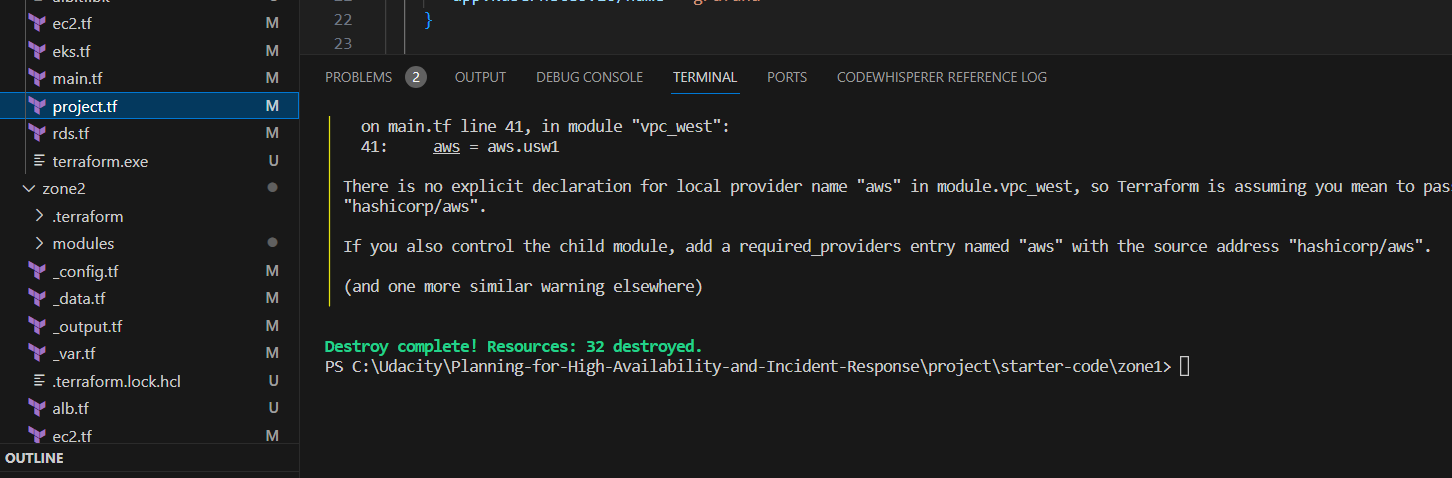 ec2.tf M
eks.tf M
main.tf M
project.tf M
rds.tf M
terraform.exe U
zone2
.terraform
modules
_config.tf M
_data.tf M
_output.tf M
_var.tf M
.terraform.lock.hcl U
alb.tf U
ec2.tf M
OUTLINE
22 }
23
PROBLEMS 2 OUTPUT DEBUG CONSOLE TERMINAL PORTS CODEWHISPERER REFERENCE LOG
on main.tf line 41, in module "vpc_west":
41: aws = aws.usw1
There is no explicit declaration for local provider name "aws" in module.vpc_west, so Terraform is assuming you mean to pas
"hashicorp/aws".
If you also control the child module, add a required_providers entry named "aws" with the source address "hashicorp/aws".
(and one more similar warning elsewhere)
Destroy complete! Resources: 32 destroyed.
PS C:\Udacity\Planning-for-High-Availability-and-Incident-Response\project\starter-code\zone1>